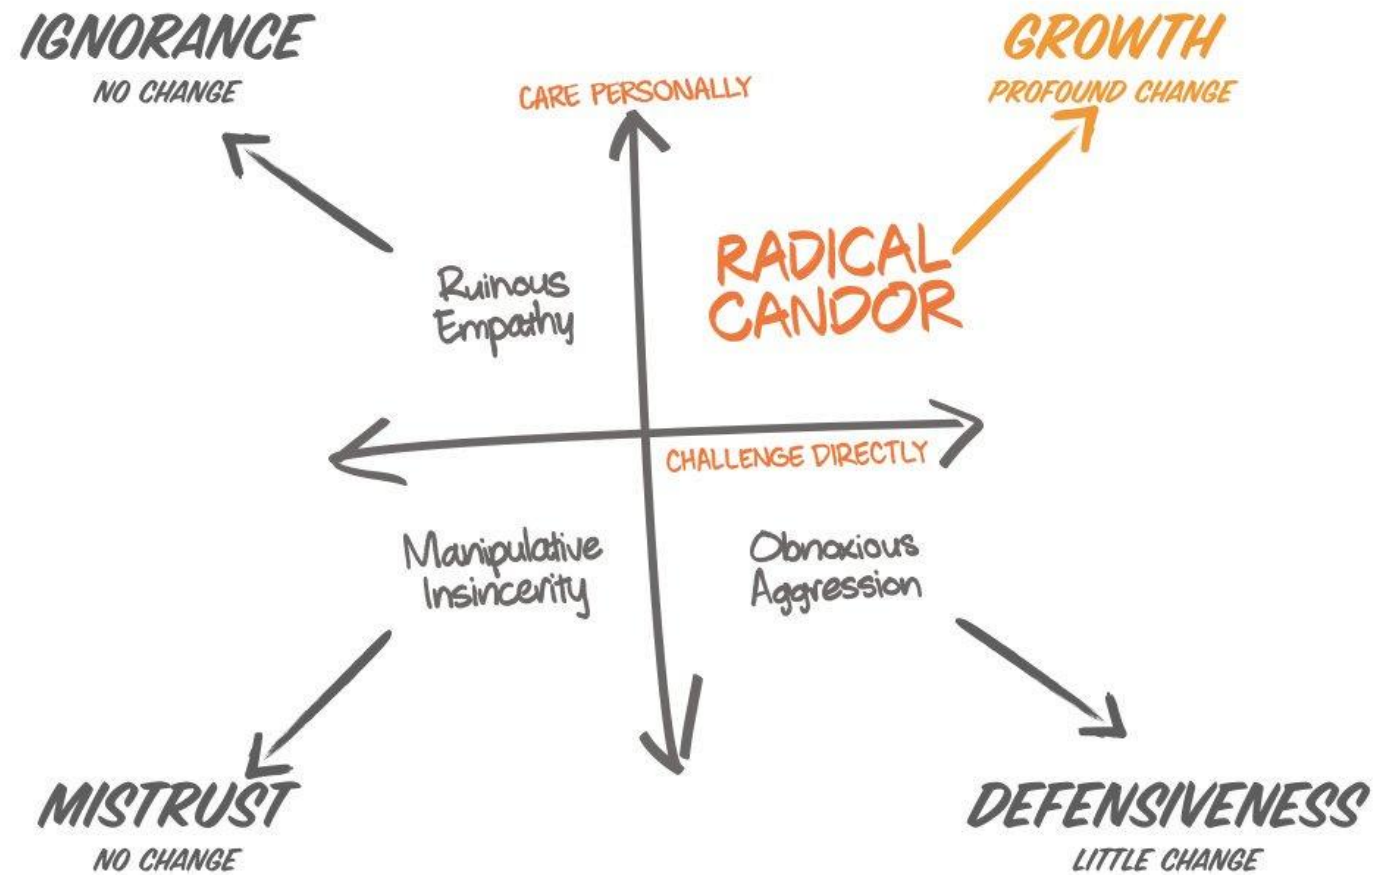 IGNORANCE
NO CHANGE
GROWTH
PROFOUND CHANGE
CARE PERSONALLY
RADICAL
CANDOR
Ruinous
Empathy
CHALLENGE DIRECTLY
Manipulative
Insincerity
Obnoxious
Aggression
MISTRUST
NO CHANGE
DEFENSIVENESS
LITTLE CHANGE